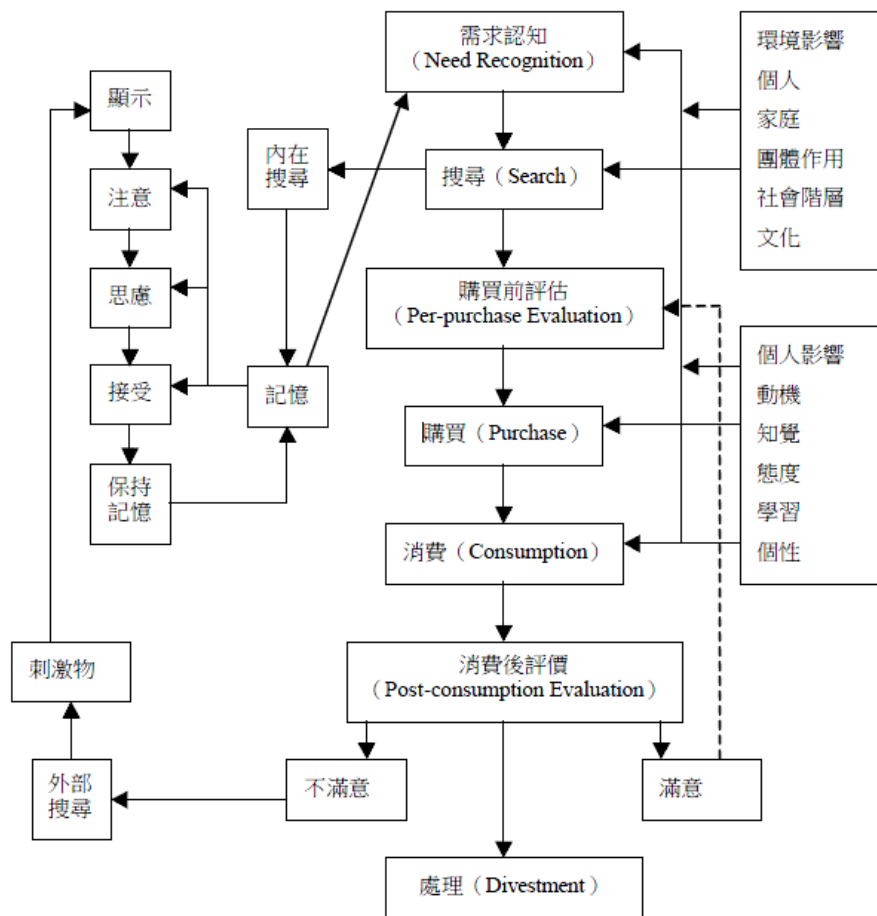 需求認知
（Need Recognition）
環境影響
個人
家庭
團體作用
社會階層
文化
顯示
內在
搜尋
搜尋（Search）
注意
思慮
購買前評估
（Per-purchase Evaluation）
個人影響
動機
知覺
態度
學習
個性
接受
記憶
購買（Purchase）
保持
記憶
消費（Consumption）
刺激物
消費後評價
（Post-consumption Evaluation）
外部
搜尋
不滿意
滿意
處理（Divestment）